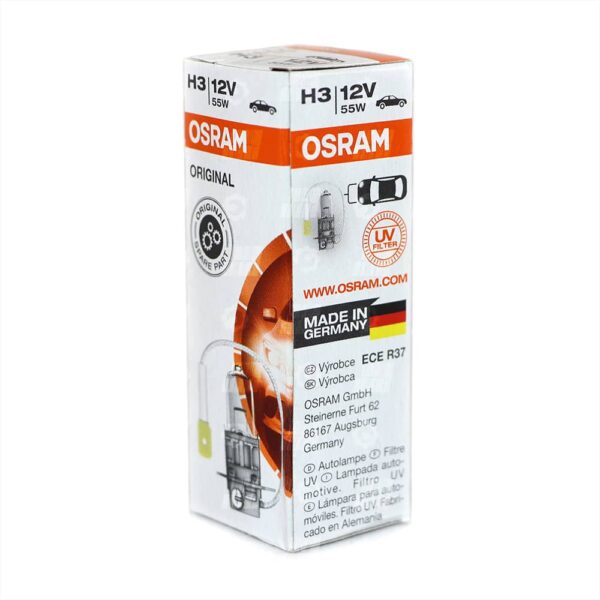 H3 12V
55W
OSRAM
ORIGINAL
ORIGINAL
SPARE PART
H3 12V
55W
OSRAM
UV
FILTER
WWW.OSRAM.COM
MADE IN
GERMANY
CZ Výrobce ECE R37
SK Výrobca
OSRAM GmbH
Steinerne Furt 62
86167 Augsburg
Germany
D Autolampe F Filtre
UV I Lampada auto-
motive. Filtro UV
E Lámpara para auto-
móviles. Filtro UV. Fabri-
cado en Alemania